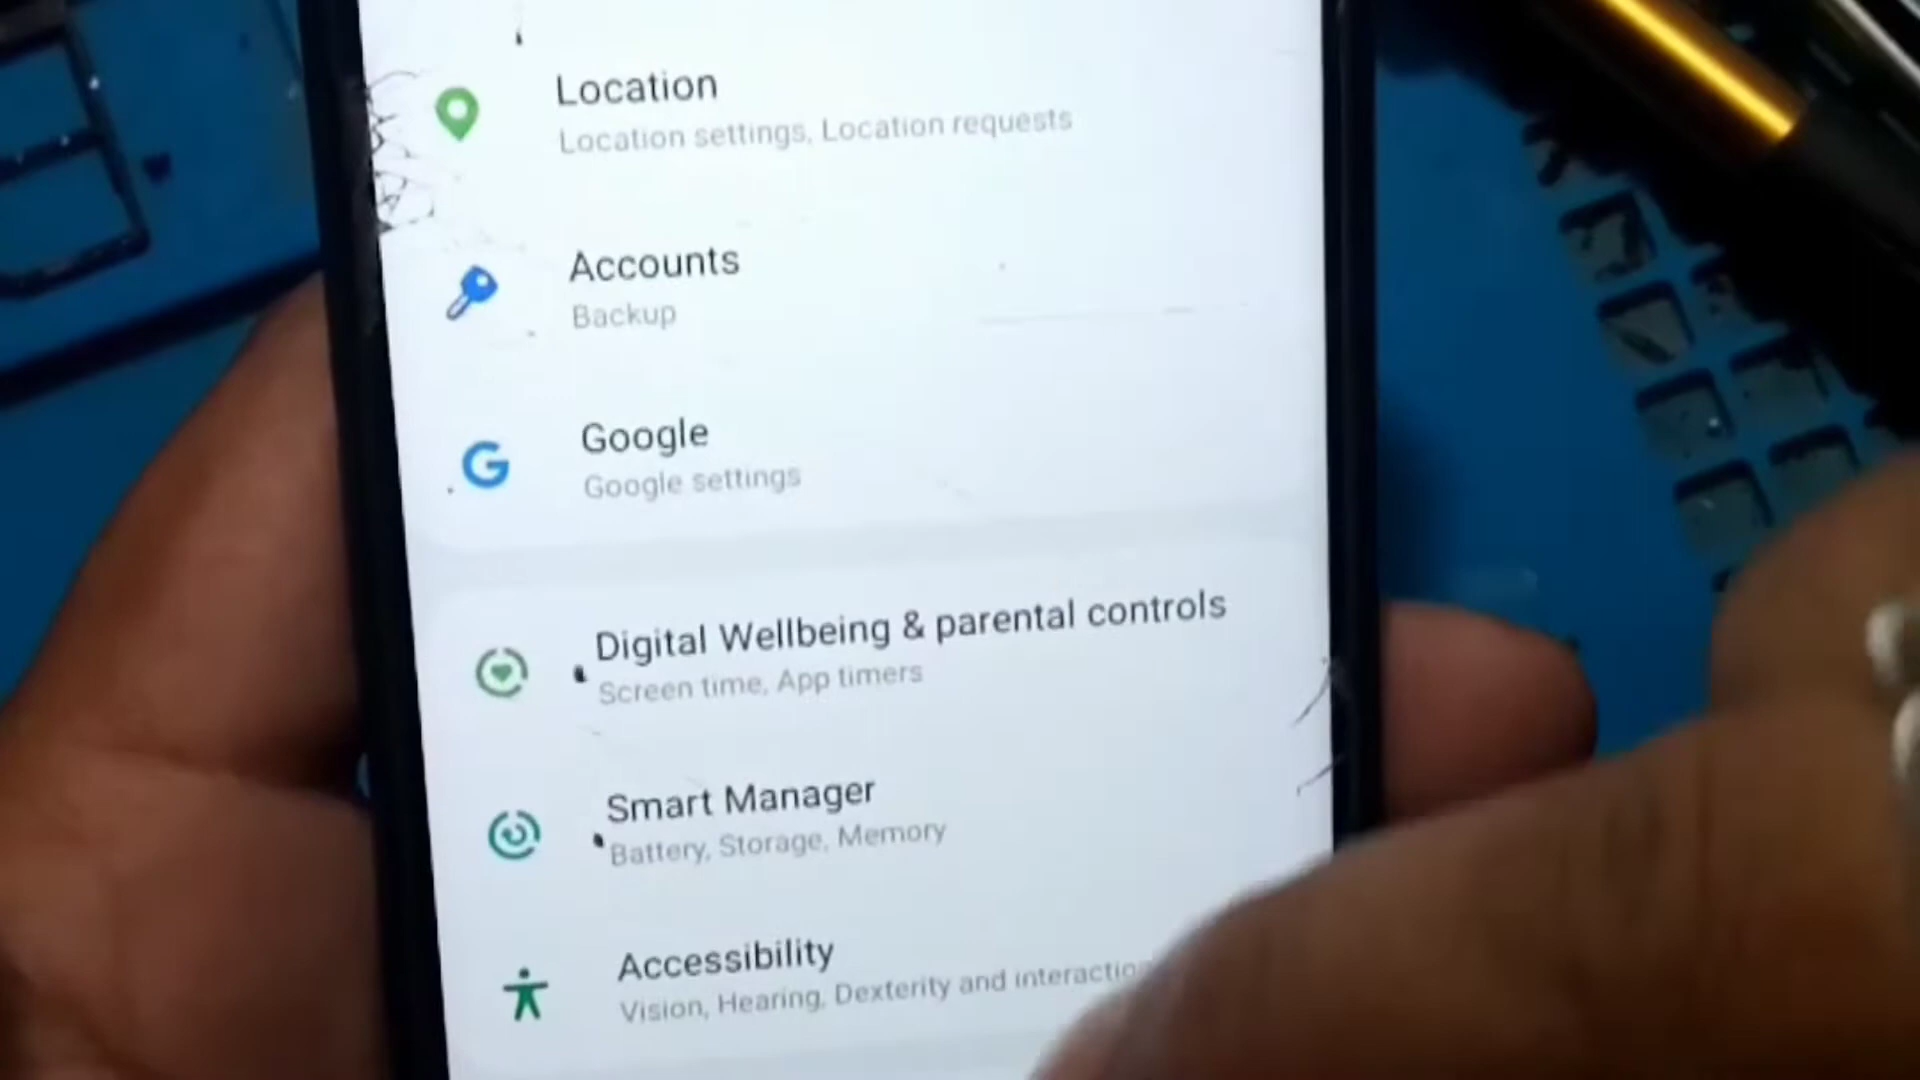 Location
Location settings, Location requests
Accounts
Backup
Google
Google settings
Digital Wellbeing & parental controls
Screen time, App timers
Smart Manager
Battery, Storage, Memory
Accessibility
Vision, Hearing, Dexterity and interactio